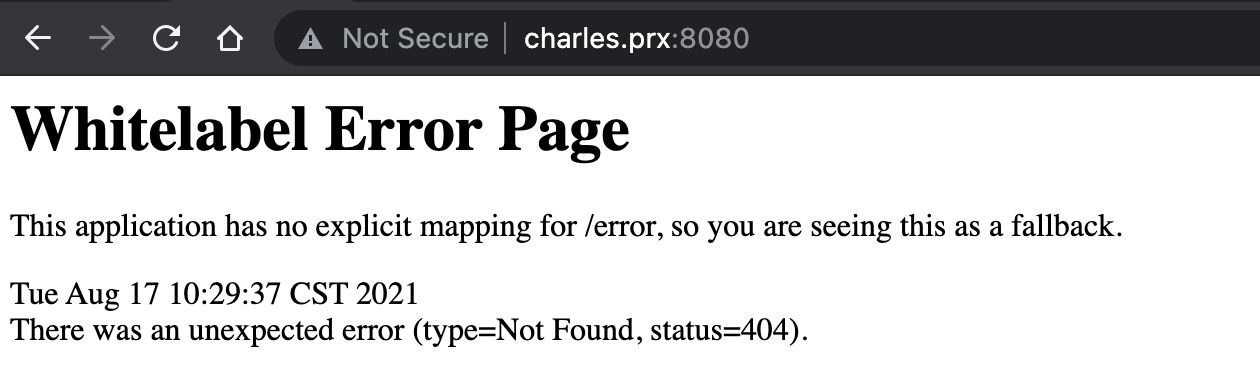 Not Secure charles.prx:8080
Whitelabel Error Page
This application has no explicit mapping for /error, so you are seeing this as a fallback.
Tue Aug 17 10:29:37 CST 2021
There was an unexpected error (type=Not Found, status=404).